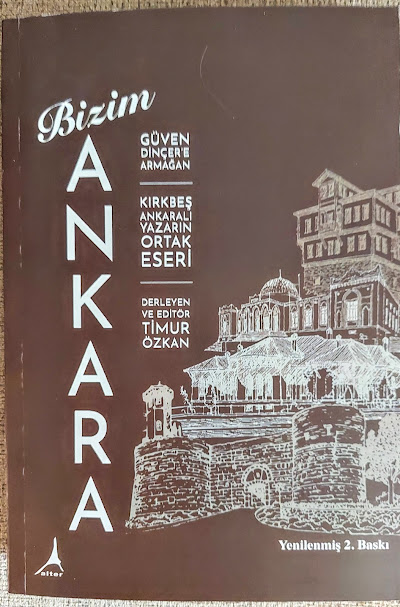 Bizim
ANKARA
GÜVEN
DİNÇER'E
ARMAĞAN
KIRKBEŞ
ANKARALI
YAZARIN
ORTAK
ESERİ
DERLEYEN
VE EDİTÖR
TİMUR
ÖZKAN
Yenilenmiş 2. Baskı
alter